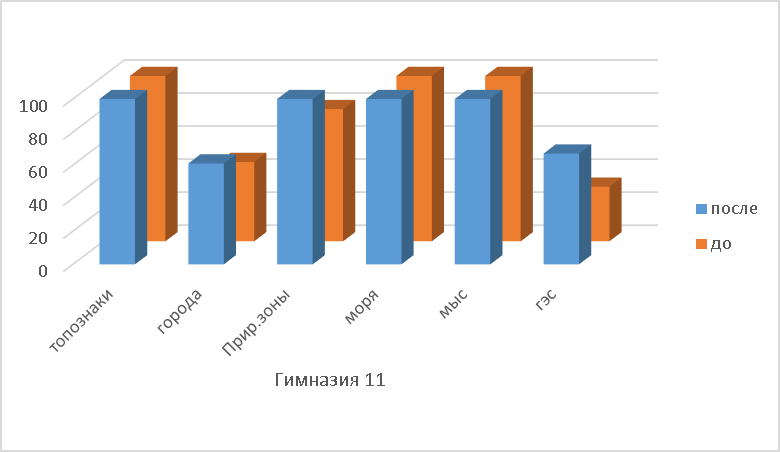 100
80
60
40
20
0
после
до
топознаки
города
Прир.зоны
моря
мыс
гэс
Гимназия 11